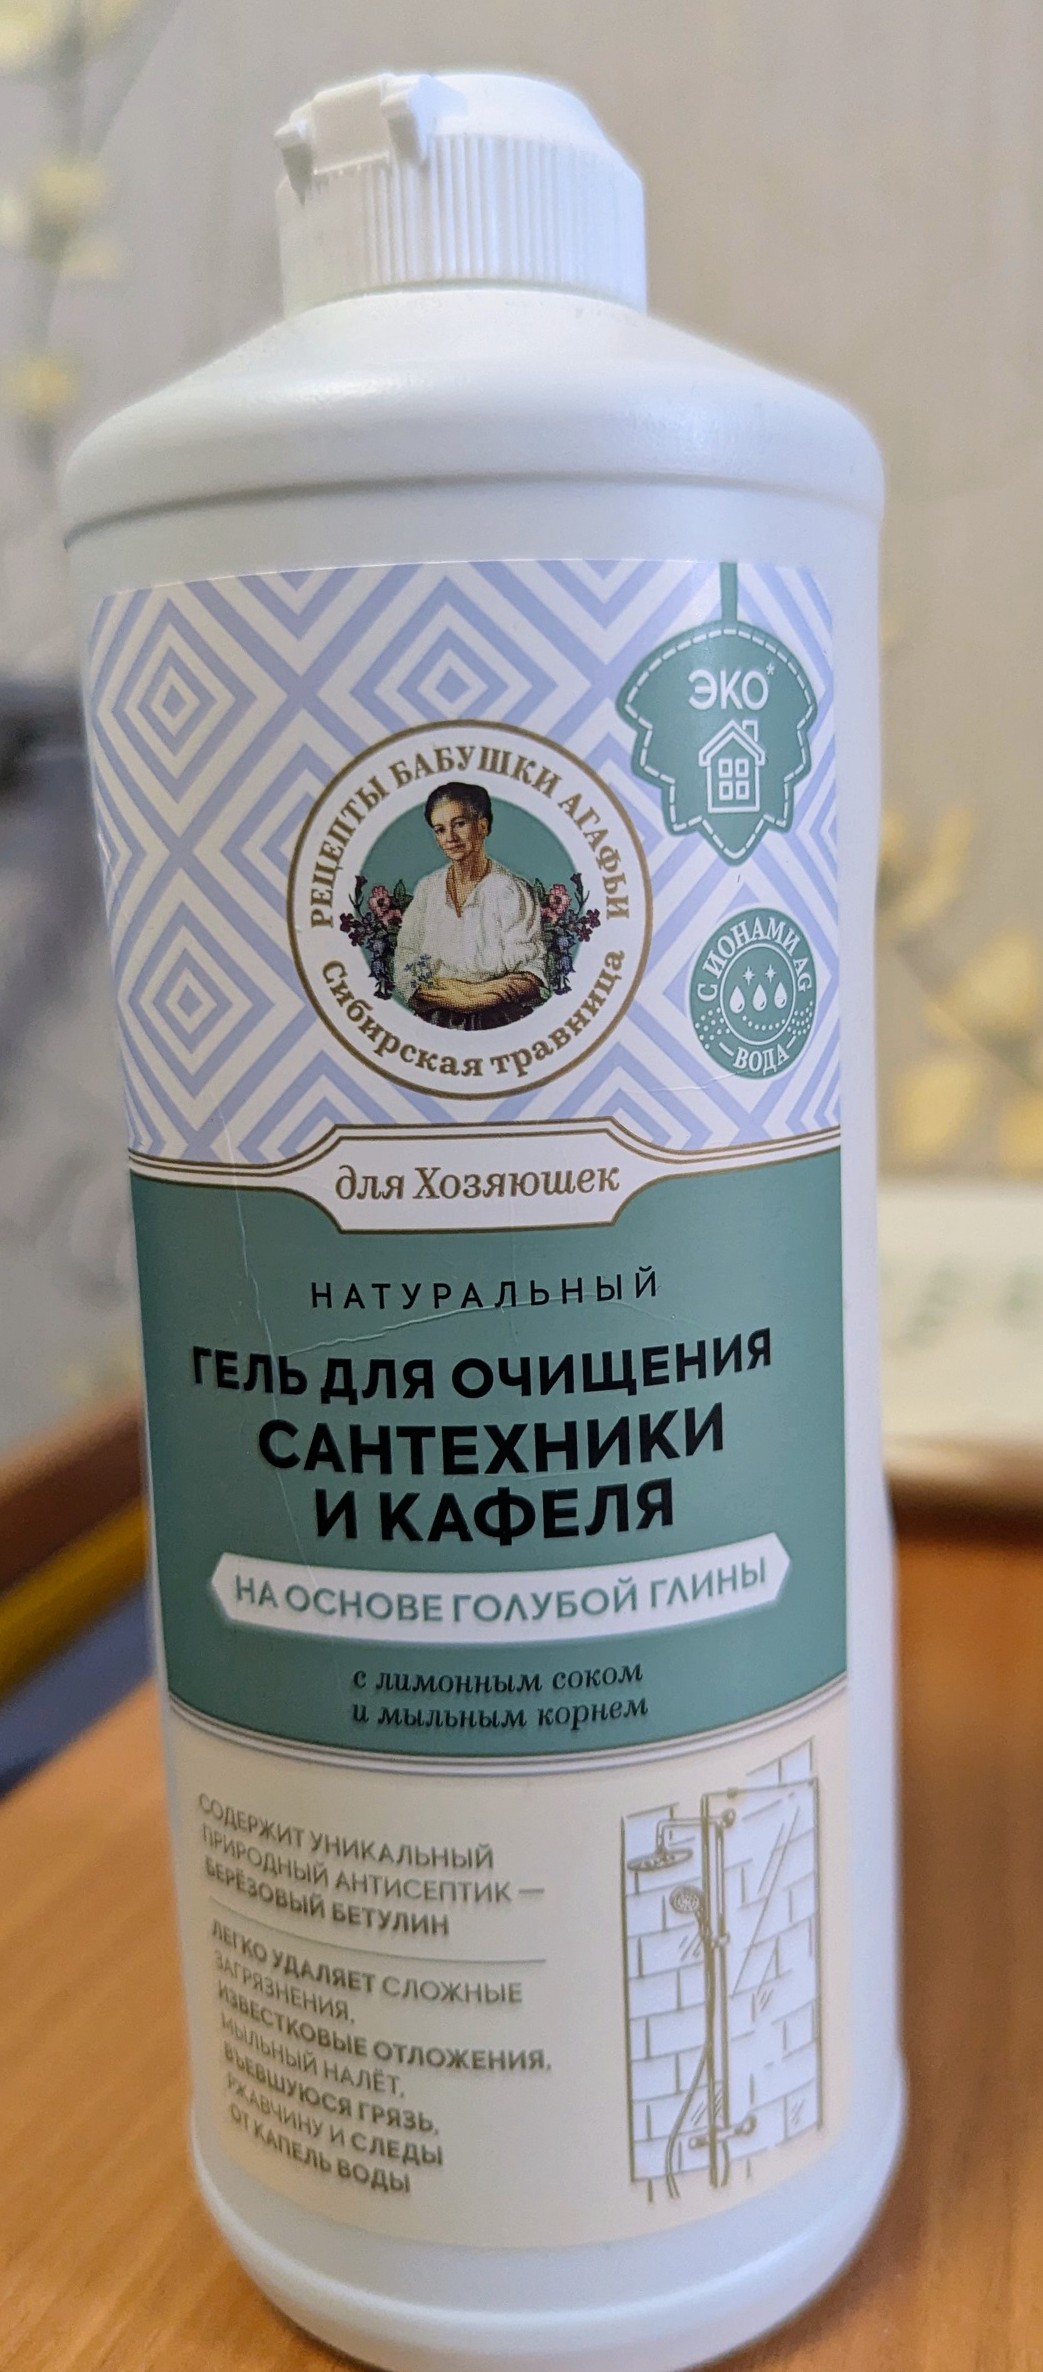 ЭКО*
РЕЦЕПТЫ БАБУШКИ АГАФЬИ
Сибирская травница
С ИОНАМИ AG
ВОДА
для Хозяюшек
НАТУРАЛЬНЫЙ
ГЕЛЬ ДЛЯ ОЧИЩЕНИЯ
САНТЕХНИКИ
И КАФЕЛЯ
НА ОСНОВЕ ГОЛУБОЙ ГЛИНЫ
с лимонным соком
и мыльным корнем
СОДЕРЖИТ УНИКАЛЬНЫЙ
ПРИРОДНЫЙ АНТИСЕПТИК —
БЕРЁЗОВЫЙ БЕТУЛИН
ЛЕГКО УДАЛЯЕТ СЛОЖНЫЕ
ЗАГРЯЗНЕНИЯ,
ИЗВЕСТКОВЫЕ ОТЛОЖЕНИЯ,
МЫЛЬНЫЙ НАЛЁТ,
ВЪЕВШУЮСЯ ГРЯЗЬ,
РЖАВЧИНУ И СЛЕДЫ
ОТ КАПЕЛЬ ВОДЫ